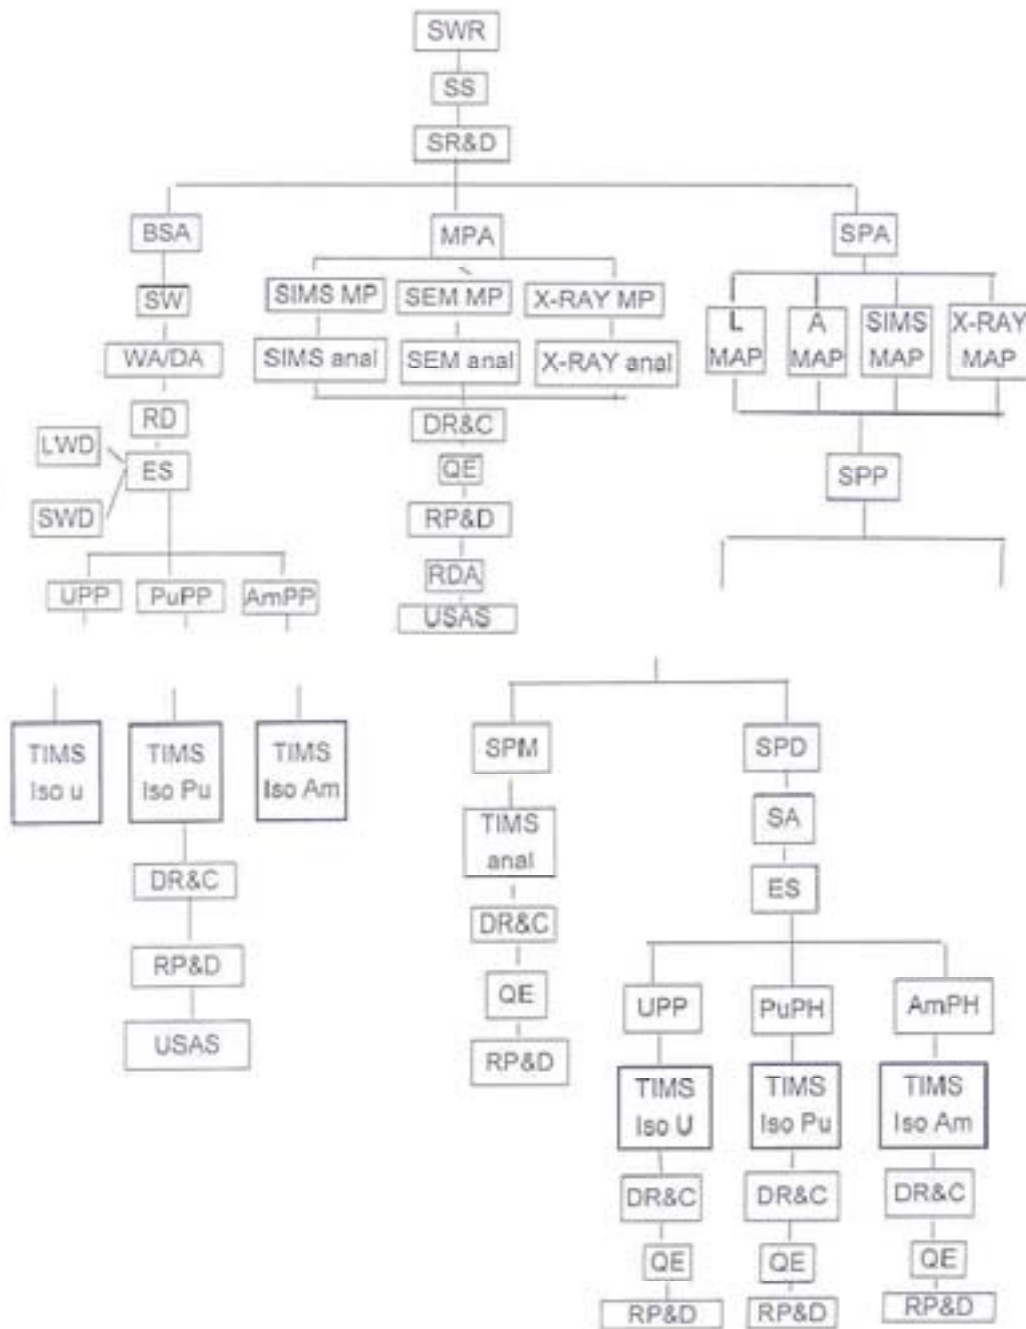 SWR
SS
SR&D
BSA
MPA
SPA
SW
SIMS MP
SEM MP
X-RAY MP
L
MAP
A
MAP
SIMS
MAP
X-RAY
MAP
WA/DA
SIMS anal
SEM anal
X-RAY anal
RD
DR&C
LWD
ES
QE
SPP
SWD
RP&D
RDA
UPP
PuPP
AmPP
USAS
TIMS
Iso u
TIMS
Iso Pu
TIMS
Iso Am
SPM
SPD
TIMS
anal
SA
DR&C
ES
DR&C
RP&D
QE
UPP
PuPH
AmPH
USAS
RP&D
TIMS
Iso U
TIMS
Iso Pu
TIMS
Iso Am
DR&C
DR&C
DR&C
QE
QE
QE
RP&D
RP&D
RP&D